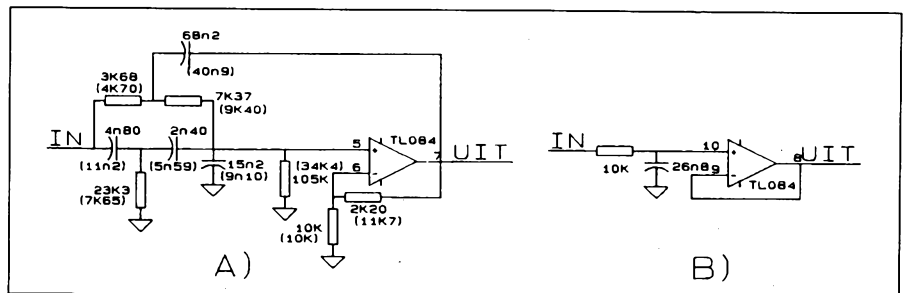 68n2
(40n9)
3K68
(4K70)
7K37
(9K40)
IN
4n80
(11n2)
2n40
(5n59)
15n2
(9n10)
23K3
(7K65)
(34K4)
105K
5
6
7
TL084
UIT
2K20
(11K7)
10K
(10K)
A)
IN
10K
26n8
10
9
8
TL084
UIT
B)